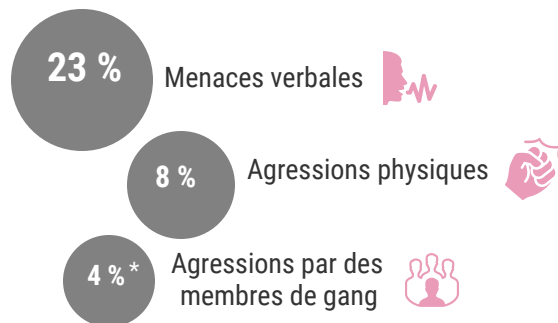 23 %
Menaces verbales
8 %
Agressions physiques
4 %*
Agressions par des
membres de gang